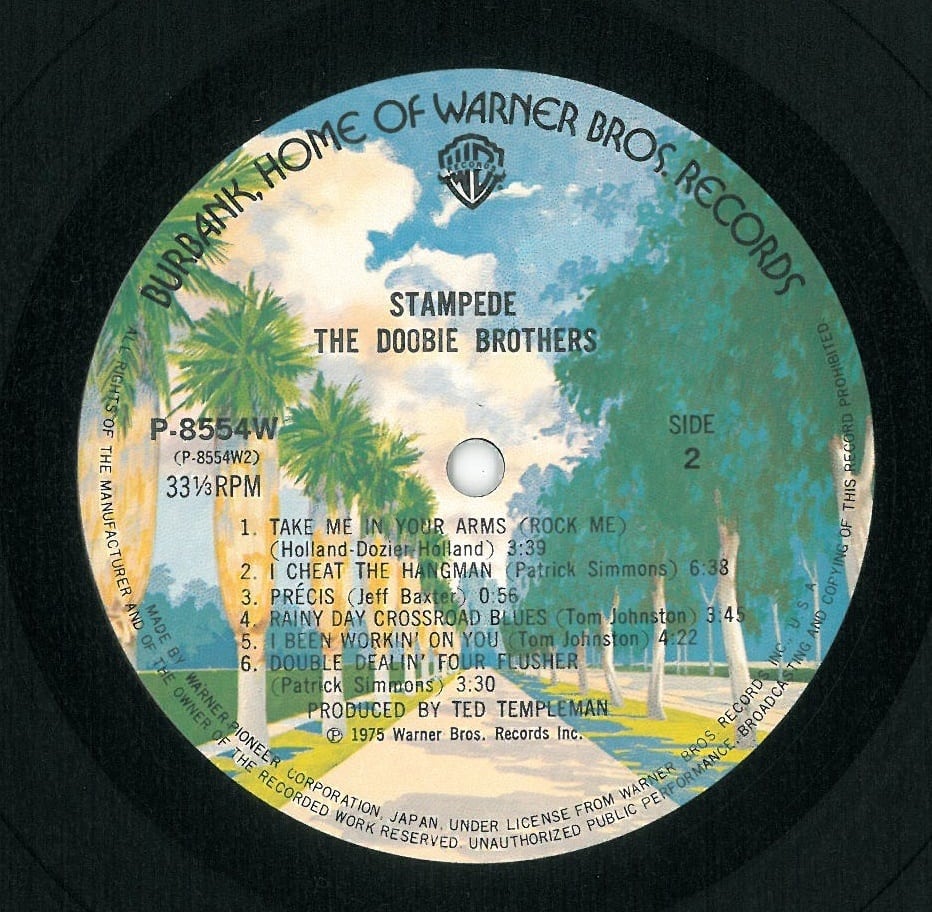 BURBANK, HOME OF WARNER BROS. RECORDS
RECORDS
STAMPEDE
THE DOOBIE BROTHERS
P-8554W
(P-8554W2)
33⅓ RPM
SIDE
2
1. TAKE ME IN YOUR ARMS (ROCK ME)
(Holland-Dozier-Holland) 3:39
2. I CHEAT THE HANGMAN (Patrick Simmons) 6:38
3. PRÉCIS (Jeff Baxter) 0:56
4. RAINY DAY CROSSROAD BLUES (Tom Johnston) 3:45
5. I BEEN WORKIN' ON YOU (Tom Johnston) 4:22
6. DOUBLE DEALIN' FOUR FLUSHER
(Patrick Simmons) 3:30
PRODUCED BY TED TEMPLEMAN
℗ 1975 Warner Bros. Records Inc.
MADE BY WARNER-PIONEER CORPORATION, JAPAN. UNDER LICENSE FROM WARNER BROS RECORDS INC., U.S.A.
ALL RIGHTS OF THE MANUFACTURER AND OF THE OWNER OF THE RECORDED WORK RESERVED. UNAUTHORIZED PUBLIC PERFORMANCE, BROADCASTING AND COPYING OF THIS RECORD PROHIBITED.